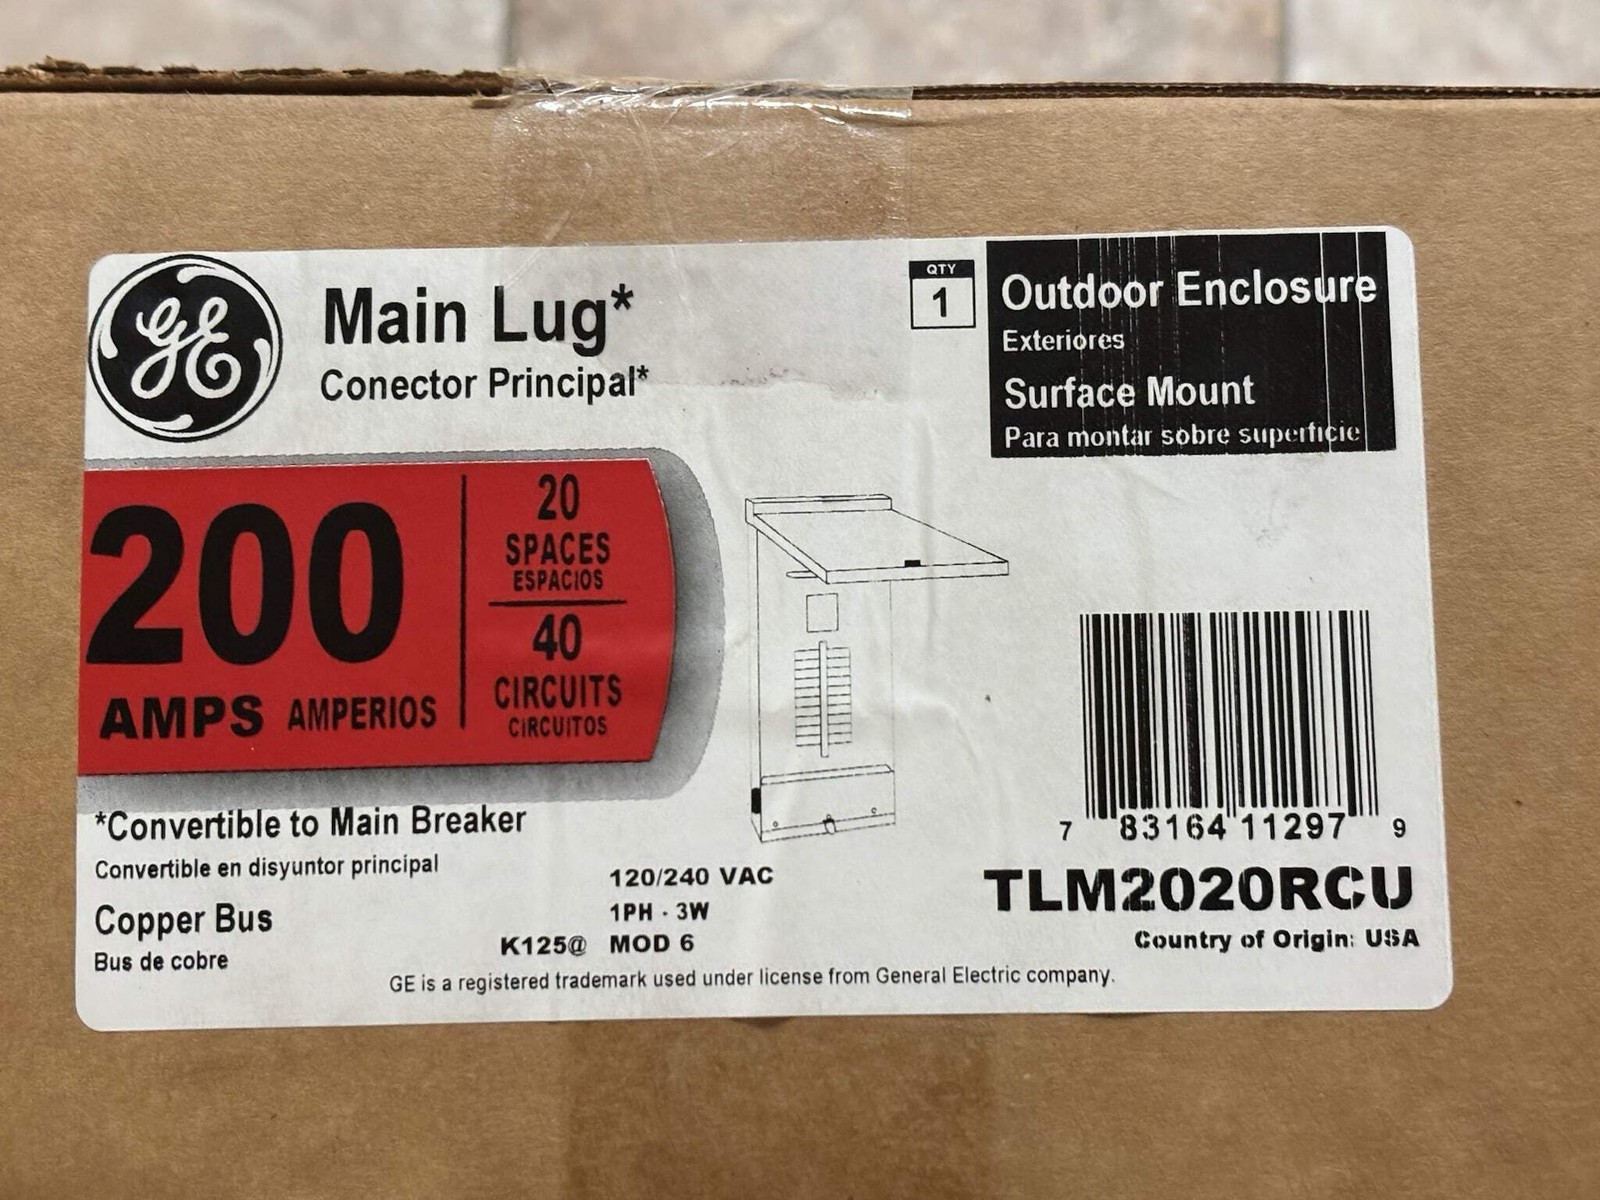 GE
Main Lug*
Conector Principal*
QTY
1
Outdoor Enclosure
Exteriores
Surface Mount
Para montar sobre superficie
200
AMPS AMPERIOS
20
SPACES
ESPACIOS
40
CIRCUITS
CIRCUITOS
*Convertible to Main Breaker
Convertible en disyuntor principal
Copper Bus
Bus de cobre
120/240 VAC
1PH - 3W
K125@ MOD 6
7 83164 11297 9
TLM2020RCU
Country of Origin: USA
GE is a registered trademark used under license from General Electric company.